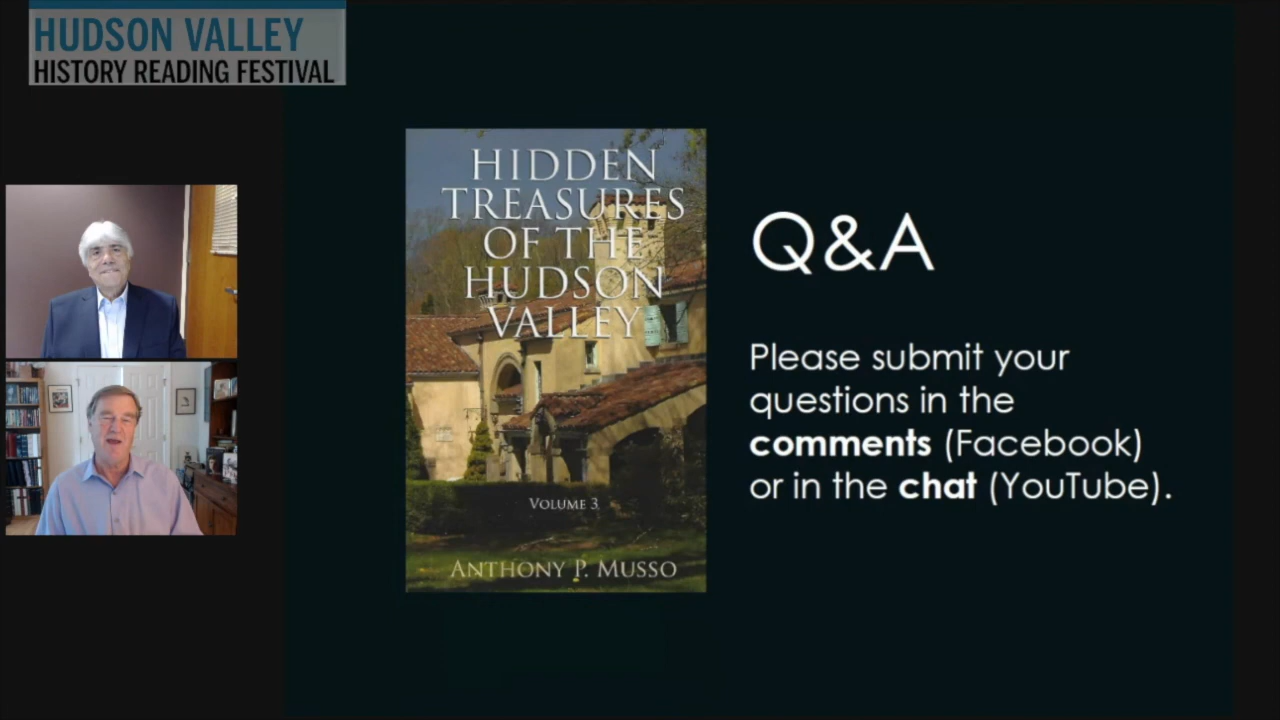 HUDSON VALLEY
HISTORY READING FESTIVAL
HIDDEN
TREASURES
OF THE
HUDSON
VALLEY
VOLUME 3
ANTHONY P. MUSSO
Q&A
Please submit your
questions in the
comments (Facebook)
or in the chat (YouTube).